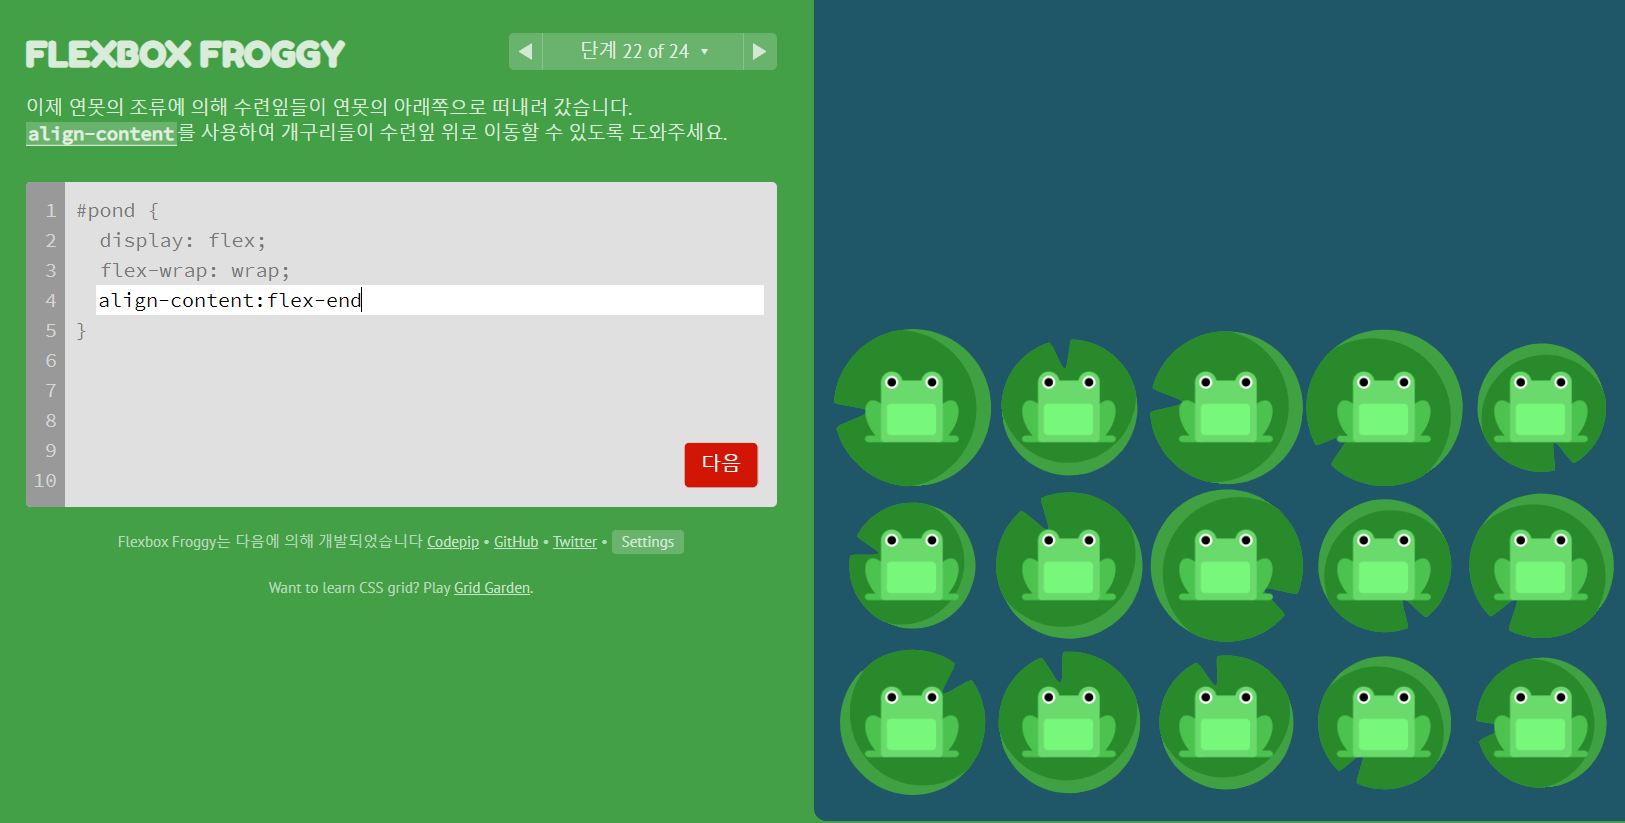 FLEXBOX FROGGY
◀ 단계 22 of 24 ▾ ▶
이제 연못의 조류에 의해 수련잎들이 연못의 아래쪽으로 떠내려 갔습니다.
align-content를 사용하여 개구리들이 수련잎 위로 이동할 수 있도록 도와주세요.
1 #pond {
2 display: flex;
3 flex-wrap: wrap;
4 align-content:flex-end
5 }
6
7
8
9
10
다음
Flexbox Froggy는 다음에 의해 개발되었습니다 Codepip • GitHub • Twitter • Settings
Want to learn CSS grid? Play Grid Garden.